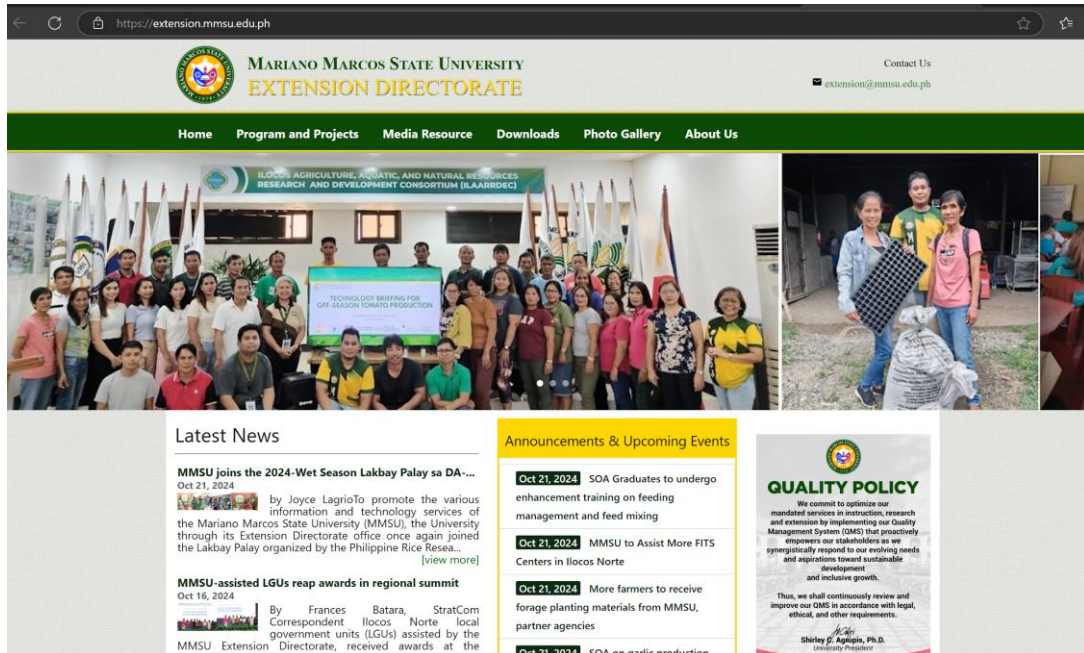 https://extension.mmsu.edu.ph
MARIANO MARCOS STATE UNIVERSITY
EXTENSION DIRECTORATE
Contact Us
extension@mmsu.edu.ph
Home Program and Projects Media Resource Downloads Photo Gallery About Us
ILOCOS AGRICULTURE, AQUATIC, AND NATURAL RESOURCES
RESEARCH AND DEVELOPMENT CONSORTIUM (ILAARRDEC)
TECHNOLOGY BRIEFING FOR
OFF-SEASON TOMATO PRODUCTION
Latest News
MMSU joins the 2024-Wet Season Lakbay Palay sa DA-...
Oct 21, 2024
by Joyce LagrioTo promote the various
information and technology services of
the Mariano Marcos State University (MMSU), the University
through its Extension Directorate office once again joined
the Lakbay Palay organized by the Philippine Rice Resea...
[view more]
MMSU-assisted LGUs reap awards in regional summit
Oct 16, 2024
By Frances Batara, StratCom
Correspondent Ilocos Norte local
government units (LGUs) assisted by the
MMSU Extension Directorate, received awards at the
Announcements & Upcoming Events
Oct 21, 2024 SOA Graduates to undergo
enhancement training on feeding
management and feed mixing
Oct 21, 2024 MMSU to Assist More FITS
Centers in Ilocos Norte
Oct 21, 2024 More farmers to receive
forage planting materials from MMSU,
partner agencies
Oct 21, 2024 SOA on garlic production
QUALITY POLICY
We commit to optimize our
mandated services in instruction, research
and extension by implementing our Quality
Management System (QMS) that proactively
empowers our stakeholders as we
synergistically respond to our evolving needs
and aspirations toward sustainable
development
and inclusive growth.
Thus, we shall continuously review and
improve our QMS in accordance with legal,
ethical, and other requirements.
Shirley C. Agrupis, Ph.D.
University President